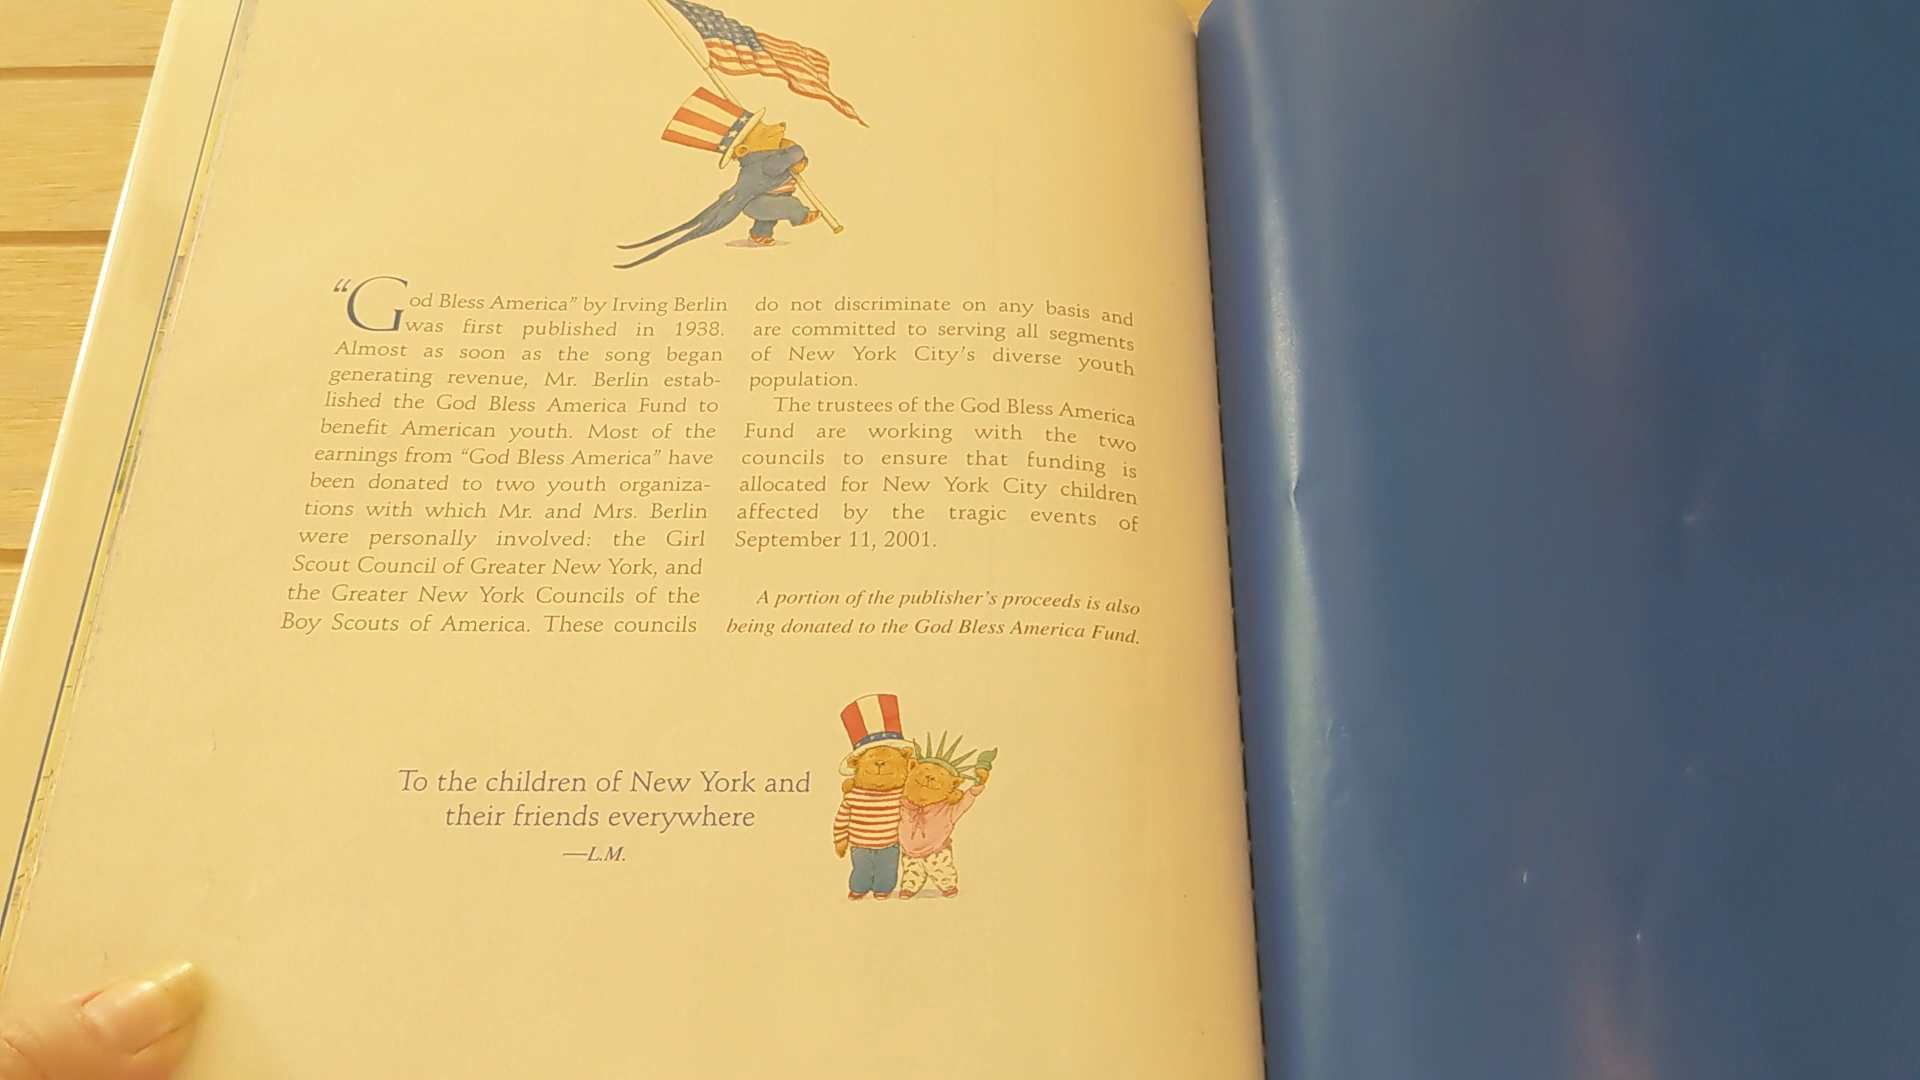 “God Bless America” by Irving Berlin
was first published in 1938.
Almost as soon as the song began
generating revenue, Mr. Berlin estab-
lished the God Bless America Fund to
benefit American youth. Most of the
earnings from “God Bless America” have
been donated to two youth organiza-
tions with which Mr. and Mrs. Berlin
were personally involved: the Girl
Scout Council of Greater New York, and
the Greater New York Councils of the
Boy Scouts of America. These councils
do not discriminate on any basis and
are committed to serving all segments
of New York City’s diverse youth
population.
The trustees of the God Bless America
Fund are working with the two
councils to ensure that funding is
allocated for New York City children
affected by the tragic events of
September 11, 2001.
A portion of the publisher’s proceeds is also
being donated to the God Bless America Fund.
To the children of New York and
their friends everywhere
—L.M.